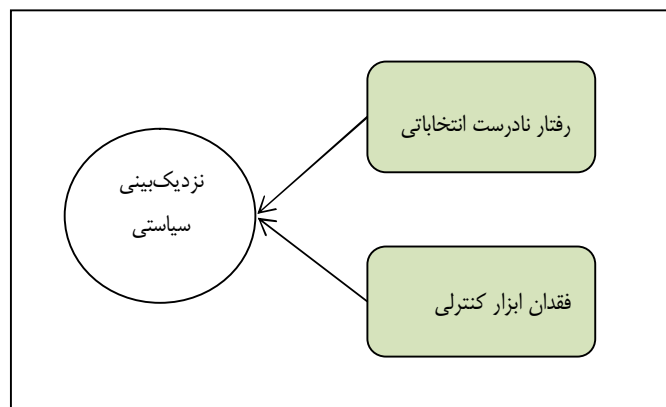 رفتار نادرست انتخاباتی
نزدیک‌بینی
سیاستی
فقدان ابزار کنترلی